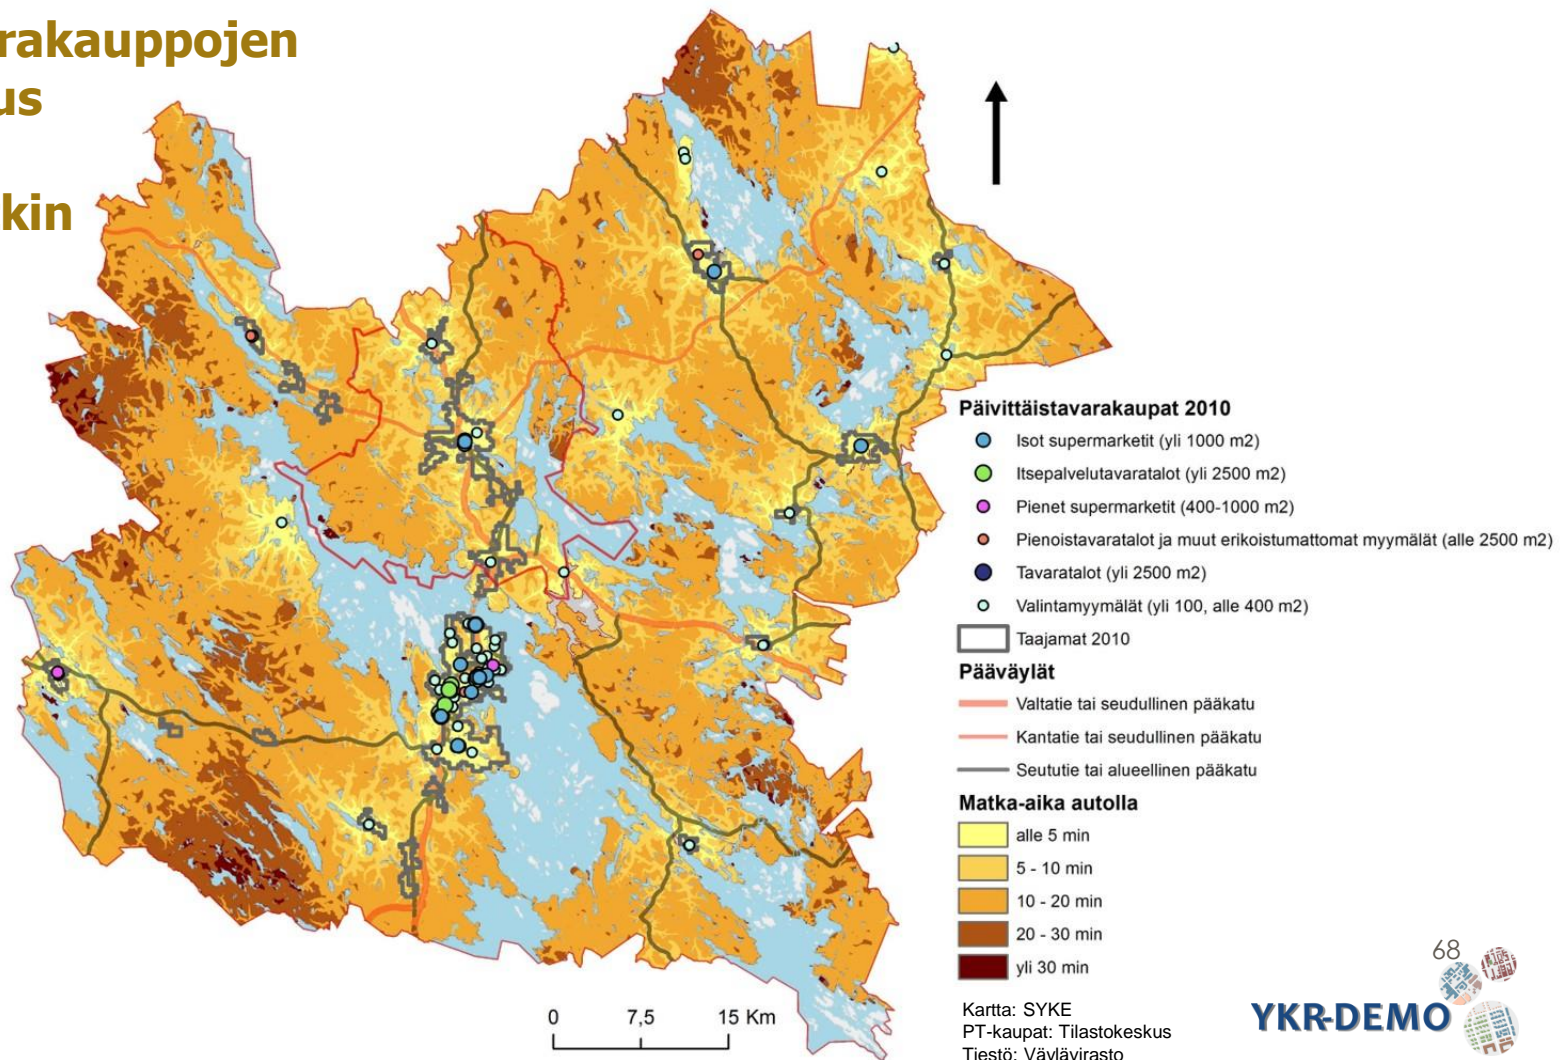 rakauppojen
us
kin
Päivittäistavarakaupat 2010
Isot supermarketit (yli 1000 m2)
Itsepalvelutavaratalot (yli 2500 m2)
Pienet supermarketit (400-1000 m2)
Pienoistavaratalot ja muut erikoistumattomat myymälät (alle 2500 m2)
Tavaratalot (yli 2500 m2)
Valintamyymälät (yli 100, alle 400 m2)
Taajamat 2010
Pääväylät
Valtatie tai seudullinen pääkatu
Kantatie tai seudullinen pääkatu
Seututie tai alueellinen pääkatu
Matka-aika autolla
alle 5 min
5 - 10 min
10 - 20 min
20 - 30 min
yli 30 min
0 7,5 15 Km
Kartta: SYKE
PT-kaupat: Tilastokeskus
Tiestö: Väylävirasto
68
YKR-DEMO